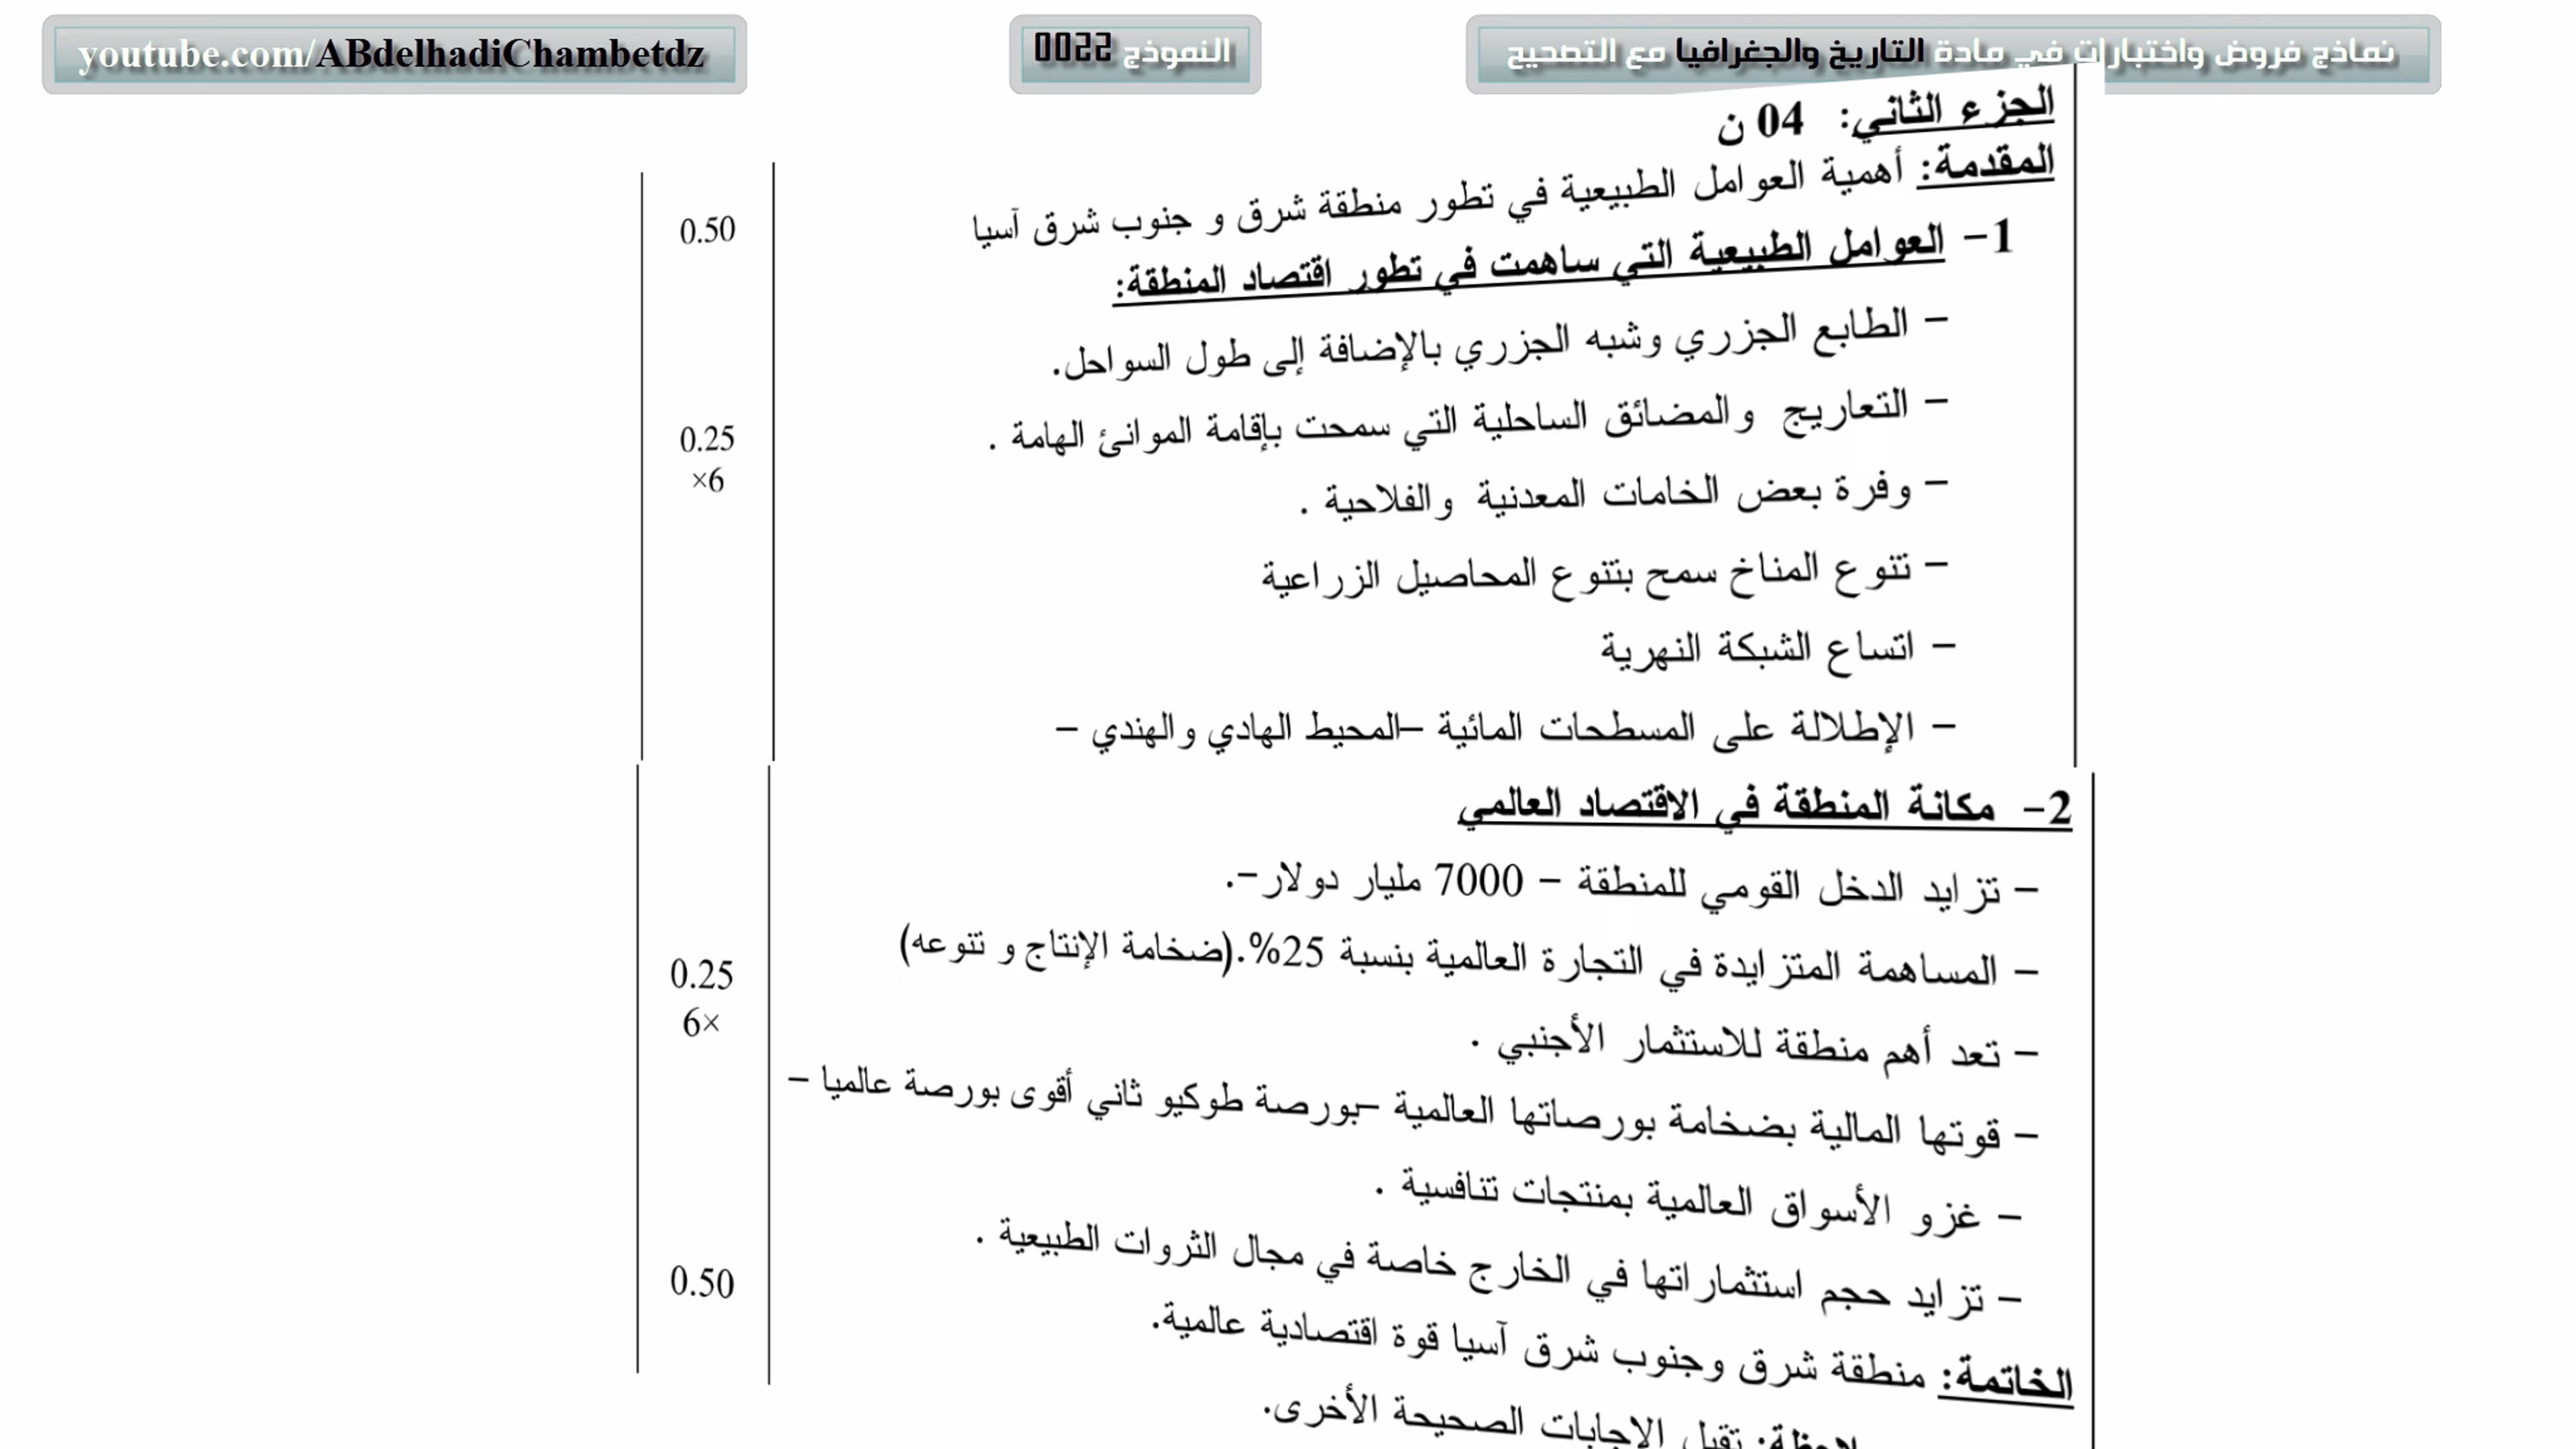 نماذج فروض واختبارات في مادة التاريخ والجغرافيا مع التصحيح
النموذج 0022
youtube.com/ABdelhadiChambetdz
الجزء الثاني: 04 ن
المقدمة: أهمية العوامل الطبيعية في تطور منطقة شرق و جنوب شرق آسيا
0.50
1- العوامل الطبيعية التي ساهمت في تطور اقتصاد المنطقة:
- الطابع الجزري وشبه الجزري بالإضافة إلى طول السواحل.
- التعاريج والمضائق الساحلية التي سمحت بإقامة الموانئ الهامة .
0.25
×6
- وفرة بعض الخامات المعدنية والفلاحية .
- تنوع المناخ سمح بتنوع المحاصيل الزراعية
- اتساع الشبكة النهرية
- الإطلالة على المسطحات المائية -المحيط الهادي والهندي -
2- مكانة المنطقة في الاقتصاد العالمي
- تزايد الدخل القومي للمنطقة - 7000 مليار دولار-.
- المساهمة المتزايدة في التجارة العالمية بنسبة 25%.(ضخامة الإنتاج و تنوعه)
0.25
6×
- تعد أهم منطقة للاستثمار الأجنبي .
- قوتها المالية بضخامة بورصاتها العالمية -بورصة طوكيو ثاني أقوى بورصة عالميا -
- غزو الأسواق العالمية بمنتجات تنافسية .
- تزايد حجم استثماراتها في الخارج خاصة في مجال الثروات الطبيعية .
0.50
الخاتمة: منطقة شرق وجنوب شرق آسيا قوة اقتصادية عالمية.
تقبل الإجابات الصحيحة الأخرى.